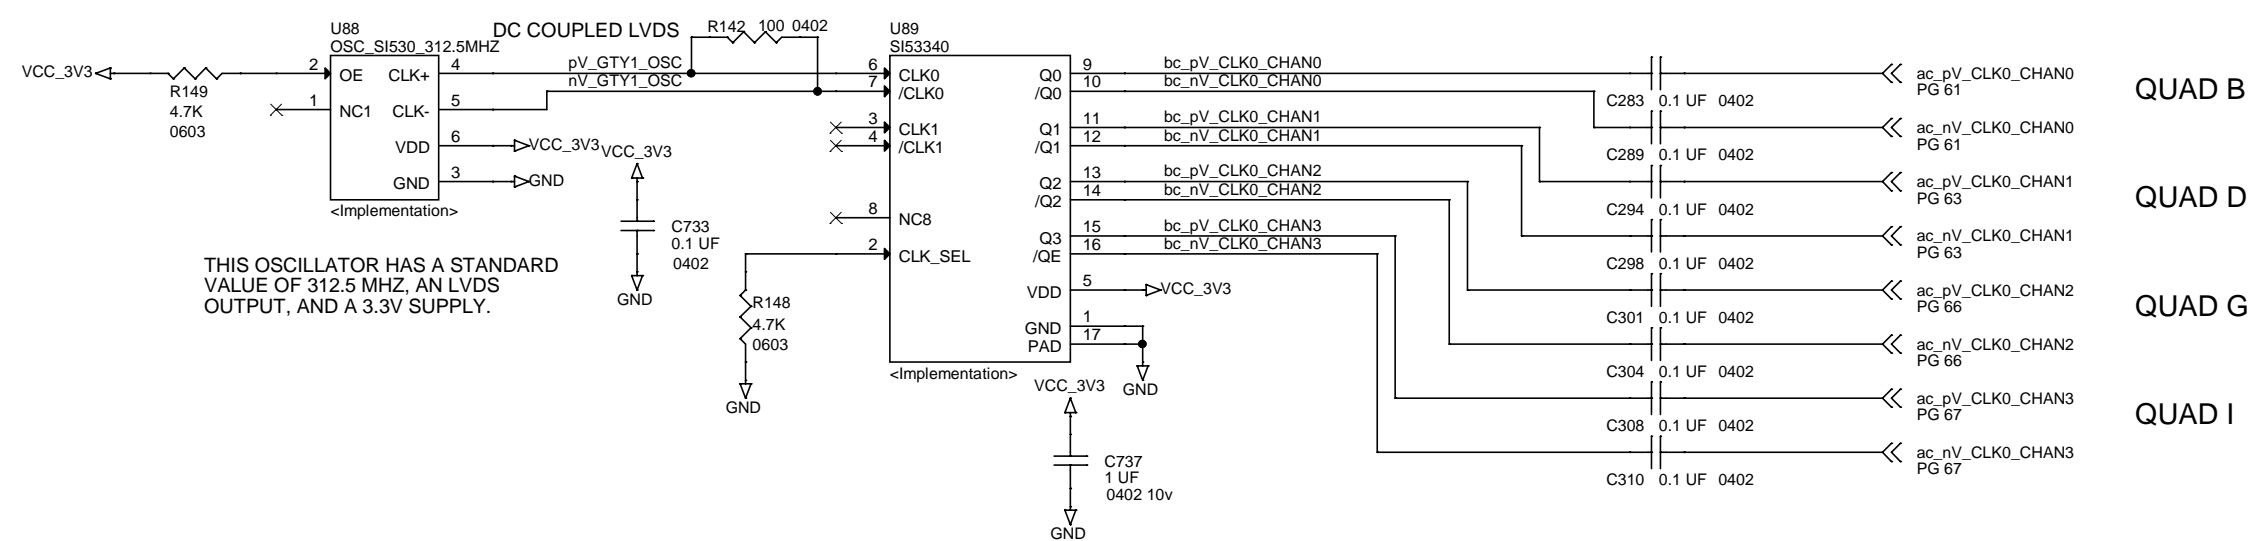 U88
OSC_SI530_312.5MHZ
DC COUPLED LVDS
R142 100 0402
U89
SI53340
VCC_3V3
R149
4.7K
0603
2 OE
1 NC1
CLK+ 4
CLK- 5
VDD 6
GND 3
<Implementation>
pV_GTY1_OSC
nV_GTY1_OSC
VCC_3V3
GND
VCC_3V3
C733
0.1 UF
0402
GND
THIS OSCILLATOR HAS A STANDARD
VALUE OF 312.5 MHZ, AN LVDS
OUTPUT, AND A 3.3V SUPPLY.
R148
4.7K
0603
GND
6 CLK0
7 /CLK0
3 CLK1
4 /CLK1
8 NC8
2 CLK_SEL
Q0 9 bc_pV_CLK0_CHAN0
/Q0 10 bc_nV_CLK0_CHAN0
Q1 11 bc_pV_CLK0_CHAN1
/Q1 12 bc_nV_CLK0_CHAN1
Q2 13 bc_pV_CLK0_CHAN2
/Q2 14 bc_nV_CLK0_CHAN2
Q3 15 bc_pV_CLK0_CHAN3
/QE 16 bc_nV_CLK0_CHAN3
VDD 5 VCC_3V3
GND 1
PAD 17
GND
<Implementation>
VCC_3V3
C737
1 UF
0402 10v
GND
C283 0.1 UF 0402
C289 0.1 UF 0402
C294 0.1 UF 0402
C298 0.1 UF 0402
C301 0.1 UF 0402
C304 0.1 UF 0402
C308 0.1 UF 0402
C310 0.1 UF 0402
ac_pV_CLK0_CHAN0
PG 61
ac_nV_CLK0_CHAN0
PG 61
ac_pV_CLK0_CHAN1
PG 63
ac_nV_CLK0_CHAN1
PG 63
ac_pV_CLK0_CHAN2
PG 66
ac_nV_CLK0_CHAN2
PG 66
ac_pV_CLK0_CHAN3
PG 67
ac_nV_CLK0_CHAN3
PG 67
QUAD B
QUAD D
QUAD G
QUAD I